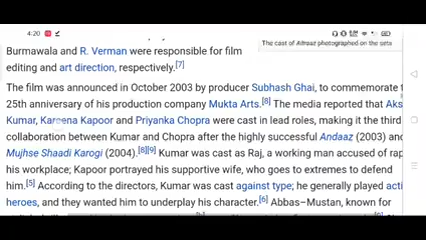 4:20
The cast of Aitraaz photographed on the sets
Burmawala and R. Verman were responsible for film
editing and art direction, respectively.[7]
The film was announced in October 2003 by producer Subhash Ghai, to commemorate t
25th anniversary of his production company Mukta Arts.[8] The media reported that Aks
Kumar, Kareena Kapoor and Priyanka Chopra were cast in lead roles, making it the third
collaboration between Kumar and Chopra after the highly successful Andaaz (2003) and
Mujhse Shaadi Karogi (2004).[8][9] Kumar was cast as Raj, a working man accused of rap
his workplace; Kapoor portrayed his supportive wife, who goes to extremes to defend
him.[5] According to the directors, Kumar was cast against type; he generally played acti
heroes, and they wanted him to underplay his character.[6] Abbas–Mustan, known for